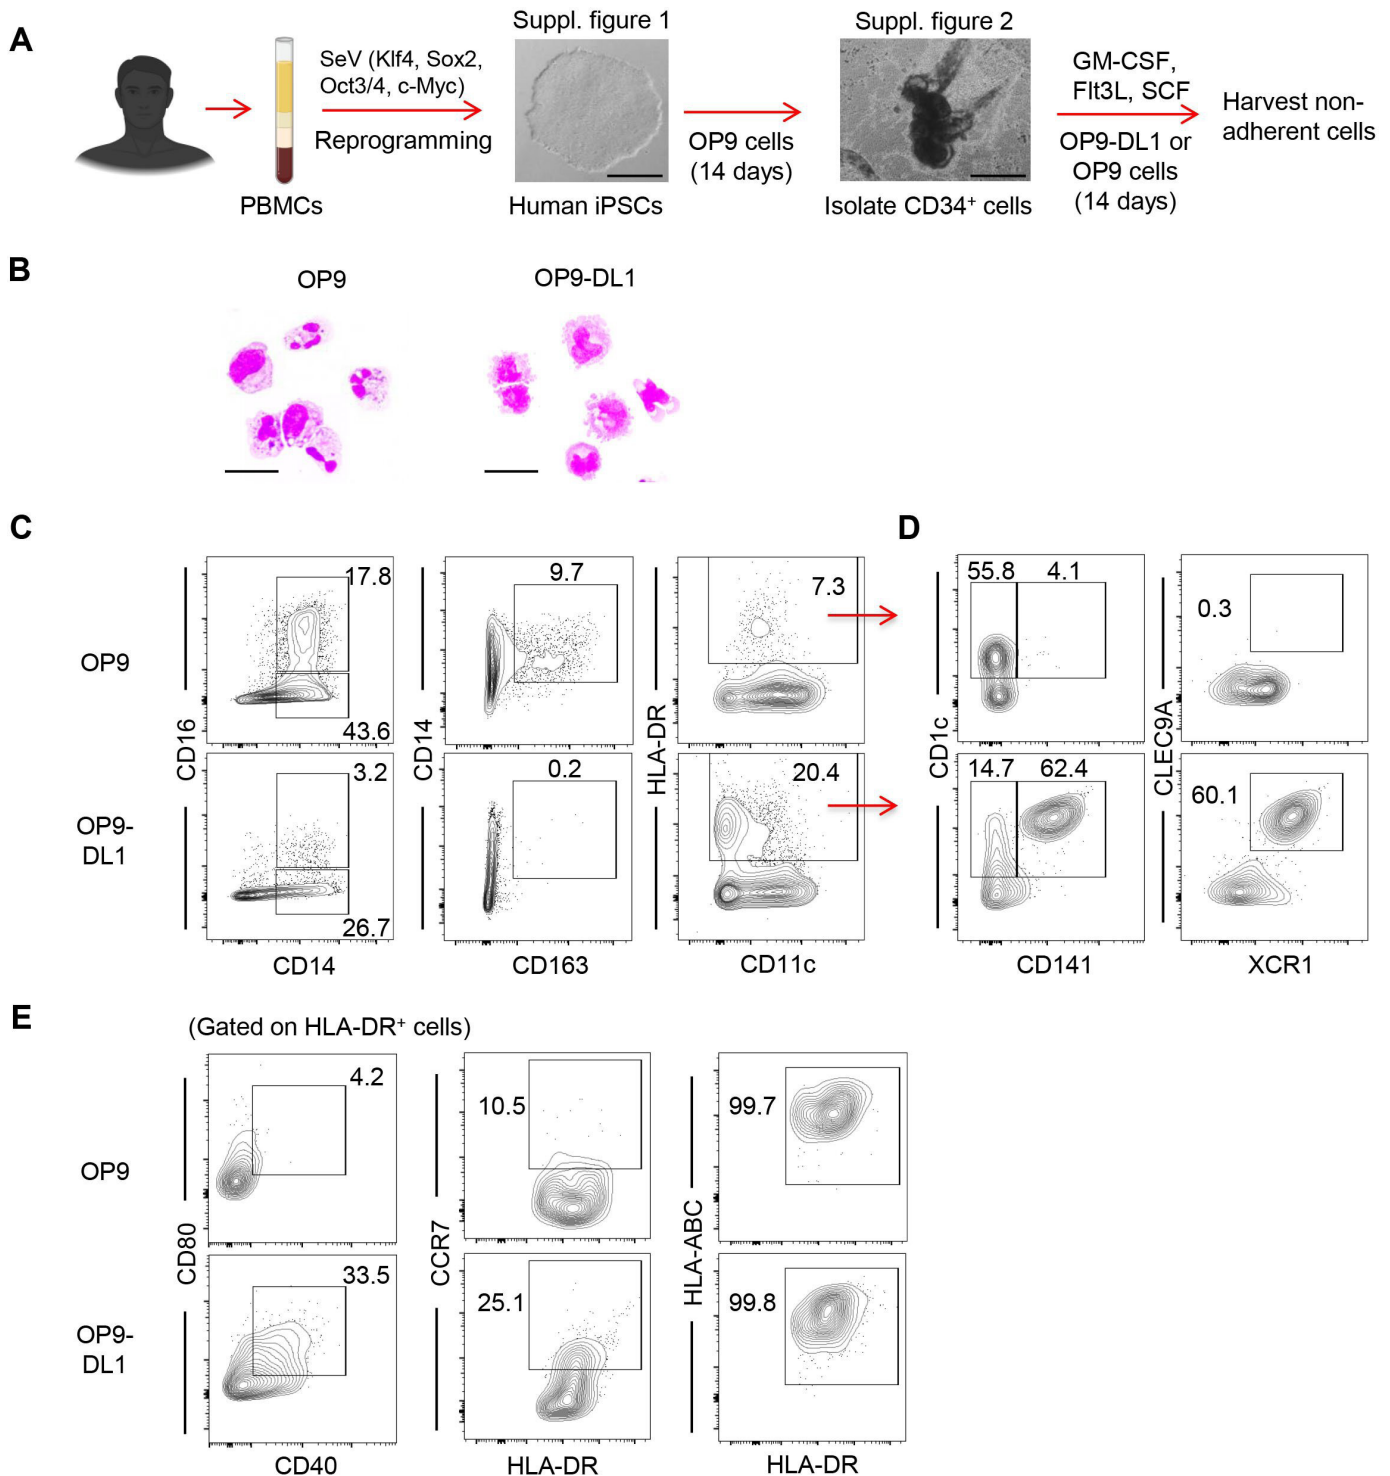 A
Suppl. figure 1
Suppl. figure 2
SeV (Klf4, Sox2,
Oct3/4, c-Myc)
Reprogramming
PBMCs
Human iPSCs
OP9 cells
(14 days)
Isolate CD34⁺ cells
GM-CSF,
Flt3L, SCF
OP9-DL1 or
OP9 cells
(14 days)
Harvest non-
adherent cells
B
OP9
OP9-DL1
C
OP9
17.8
43.6
9.7
7.3
OP9-
DL1
3.2
26.7
0.2
20.4
CD16
CD14
HLA-DR
CD14
CD163
CD11c
D
55.8
4.1
0.3
14.7
62.4
60.1
CD1c
CLEC9A
CD141
XCR1
E
(Gated on HLA-DR⁺ cells)
OP9
4.2
10.5
99.7
OP9-
DL1
33.5
25.1
99.8
CD80
CCR7
HLA-ABC
CD40
HLA-DR
HLA-DR